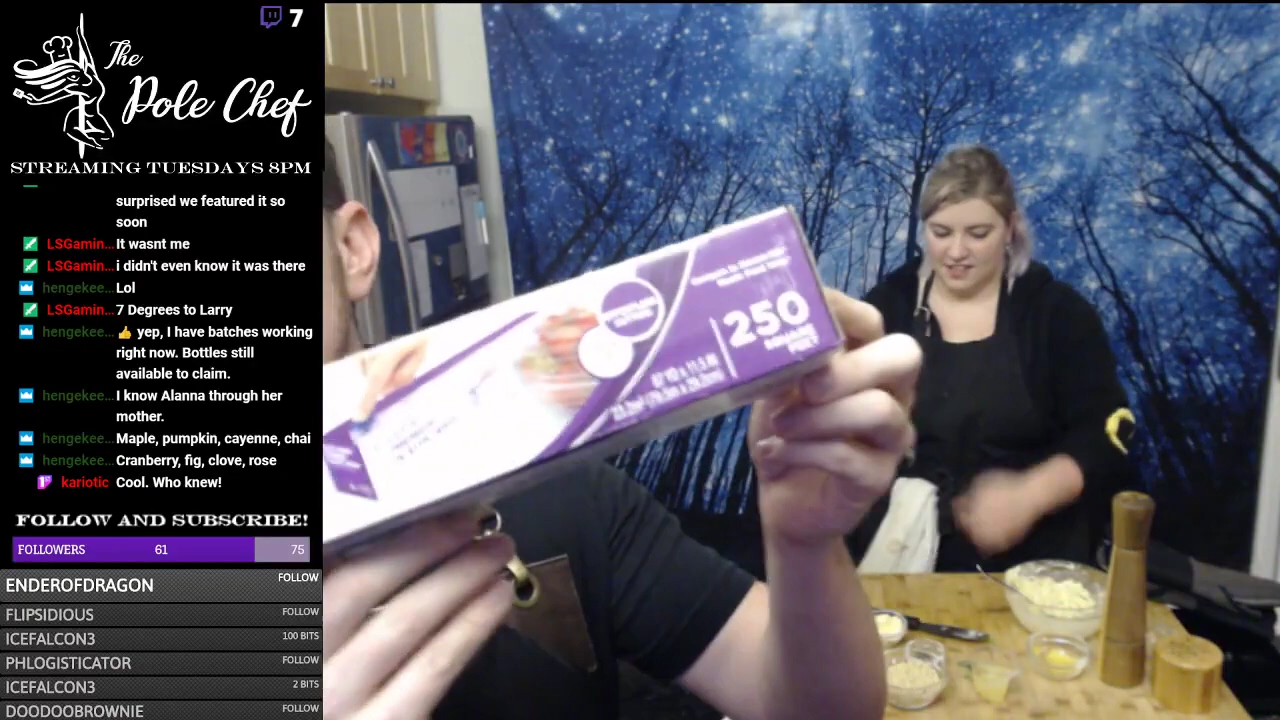 7
The
Pole Chef
STREAMING TUESDAYS 8PM
surprised we featured it so
soon
LSGamin... It wasnt me
LSGamin... i didn't even know it was there
hengekee... Lol
LSGamin... 7 Degrees to Larry
hengekee... 👍 yep, I have batches working
right now. Bottles still
available to claim.
hengekee... I know Alanna through her
mother.
hengekee... Maple, pumpkin, cayenne, chai
hengekee... Cranberry, fig, clove, rose
kariotic Cool. Who knew!
FOLLOW AND SUBSCRIBE!
FOLLOWERS 61 75
ENDEROFDRAGON FOLLOW
FLIPSIDIOUS FOLLOW
ICEFALCON3 100 BITS
PHLOGISTICATOR FOLLOW
ICEFALCON3 2 BITS
DOODOOBROWNIE FOLLOW
250
SQUARE
FEET